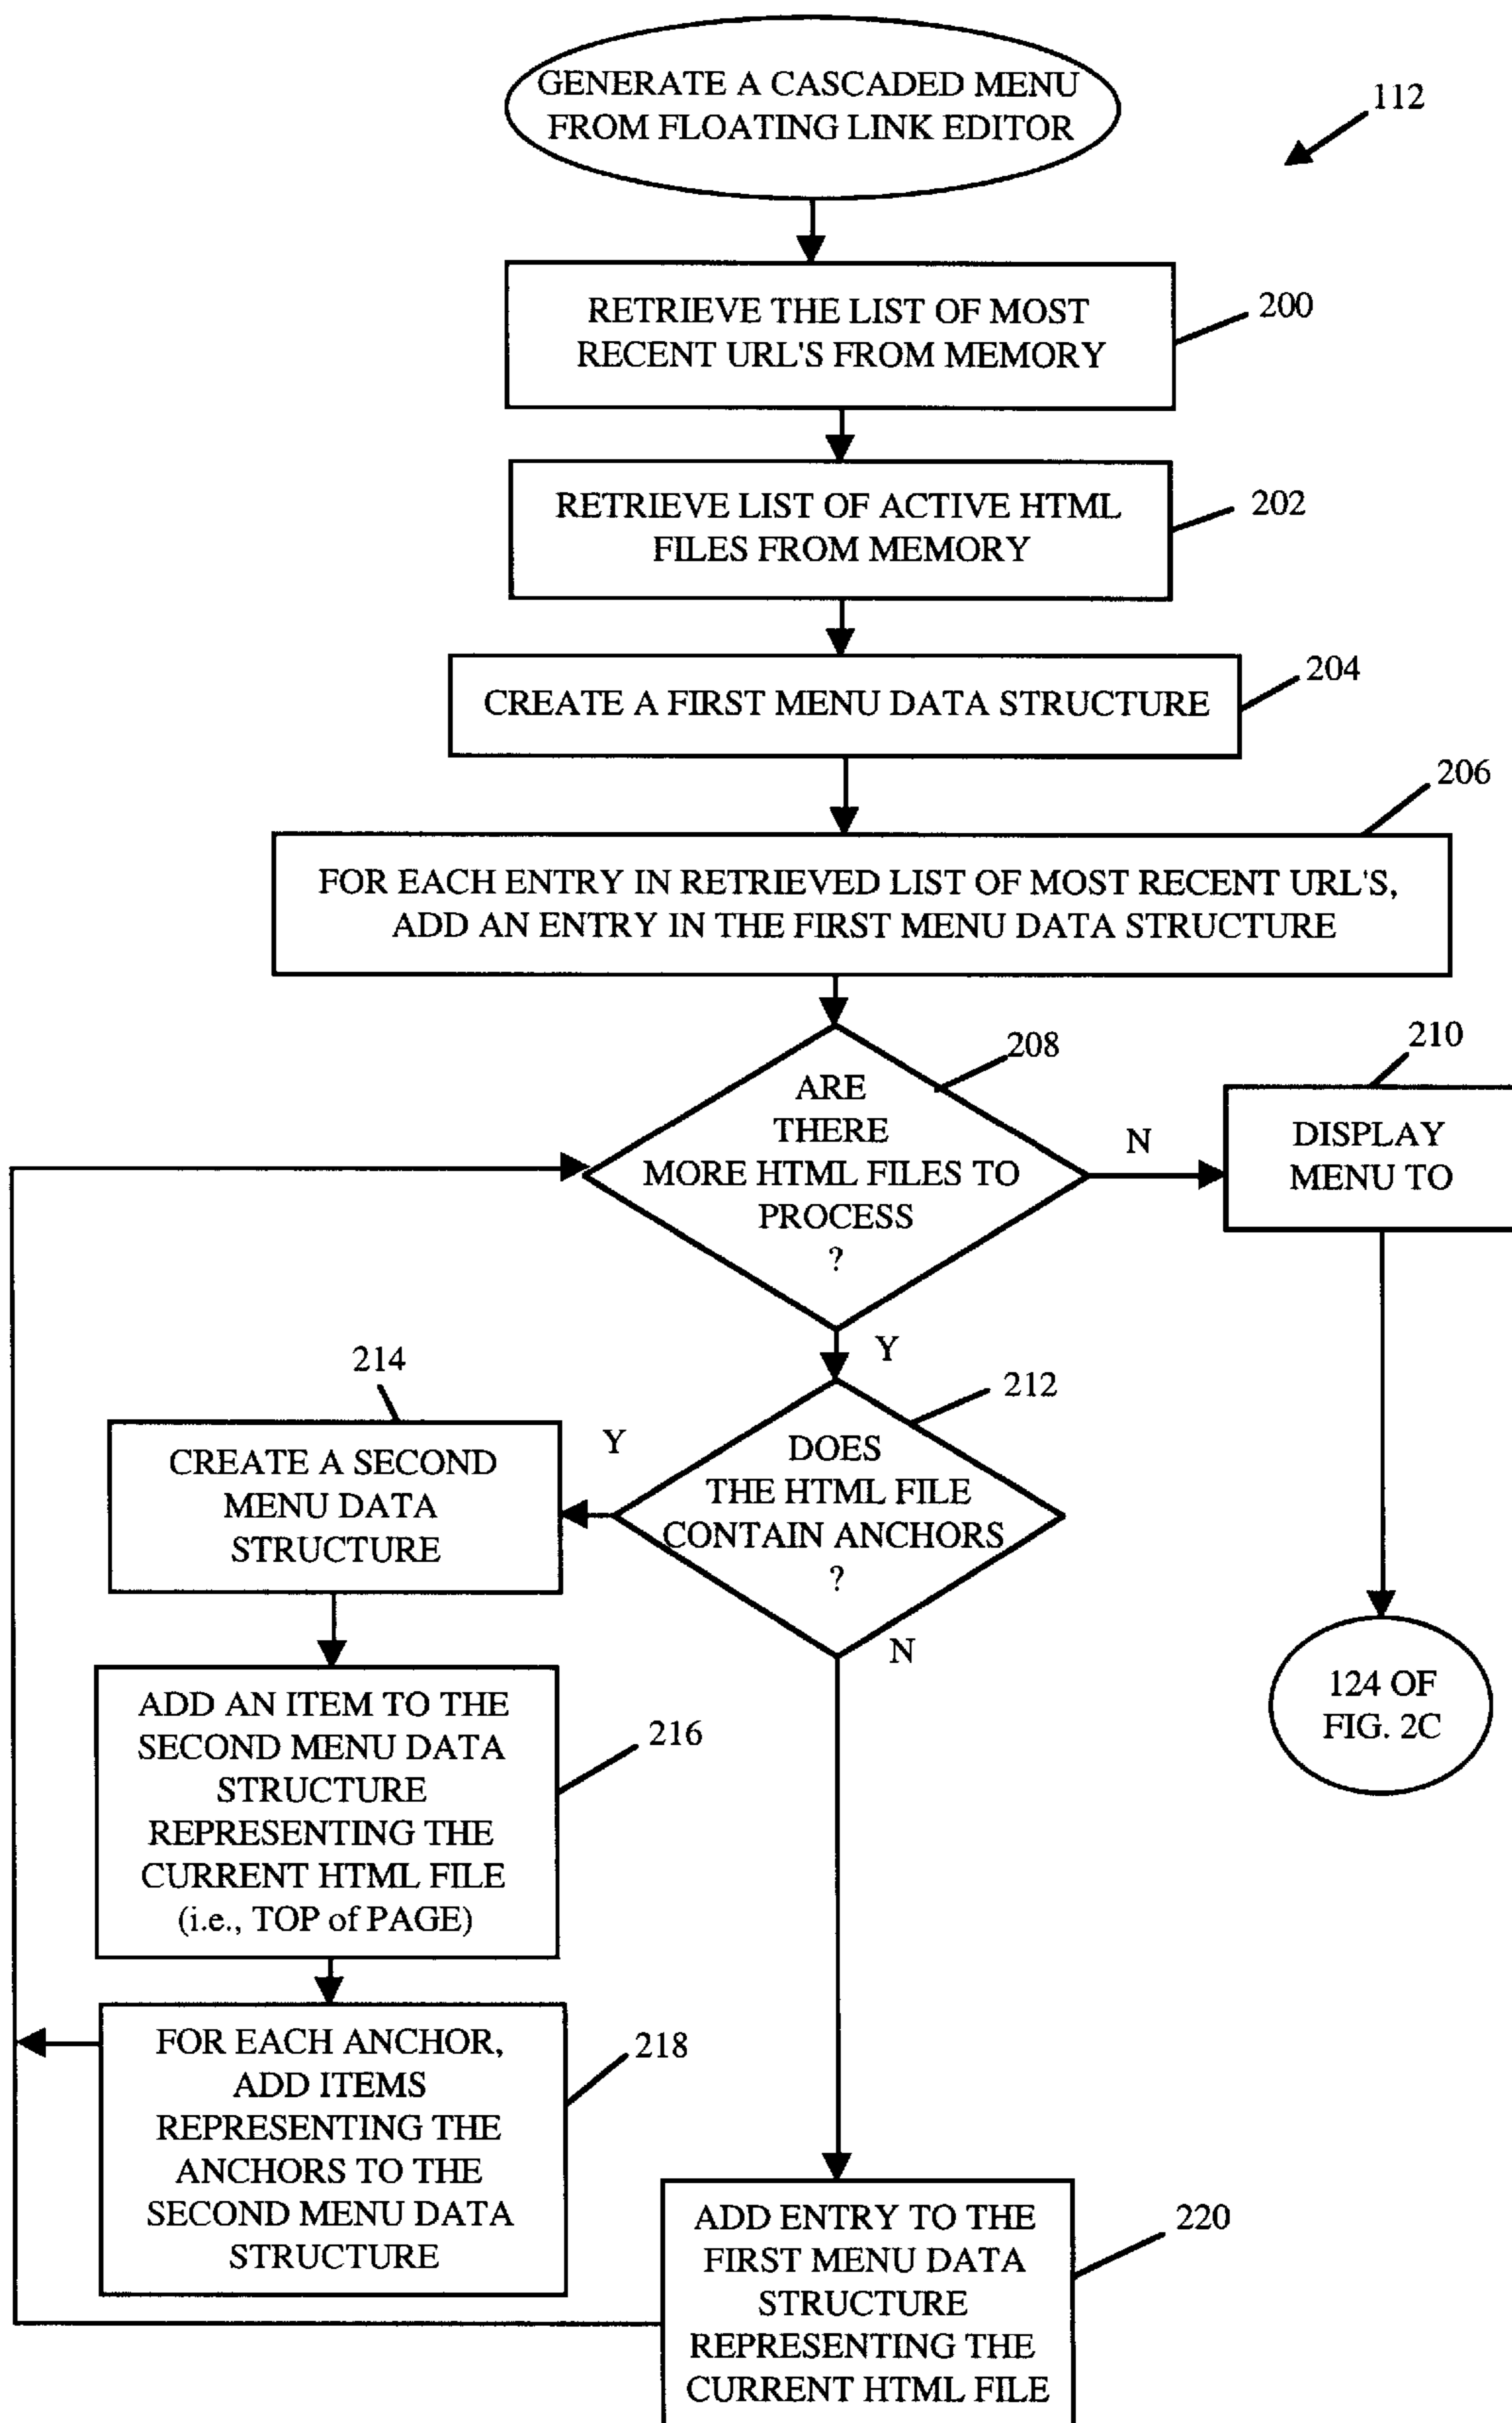 GENERATE A CASCADED MENU
FROM FLOATING LINK EDITOR
112
RETRIEVE THE LIST OF MOST
RECENT URL'S FROM MEMORY
200
RETRIEVE LIST OF ACTIVE HTML
FILES FROM MEMORY
202
CREATE A FIRST MENU DATA STRUCTURE
204
206
FOR EACH ENTRY IN RETRIEVED LIST OF MOST RECENT URL'S,
ADD AN ENTRY IN THE FIRST MENU DATA STRUCTURE
208
ARE
THERE
MORE HTML FILES TO
PROCESS
?
N
210
DISPLAY
MENU TO
Y
212
DOES
THE HTML FILE
CONTAIN ANCHORS
?
Y
N
214
CREATE A SECOND
MENU DATA
STRUCTURE
124 OF
FIG. 2C
ADD AN ITEM TO THE
SECOND MENU DATA
STRUCTURE
REPRESENTING THE
CURRENT HTML FILE
(i.e., TOP of PAGE)
216
FOR EACH ANCHOR,
ADD ITEMS
REPRESENTING THE
ANCHORS TO THE
SECOND MENU DATA
STRUCTURE
218
ADD ENTRY TO THE
FIRST MENU DATA
STRUCTURE
REPRESENTING THE
CURRENT HTML FILE
220